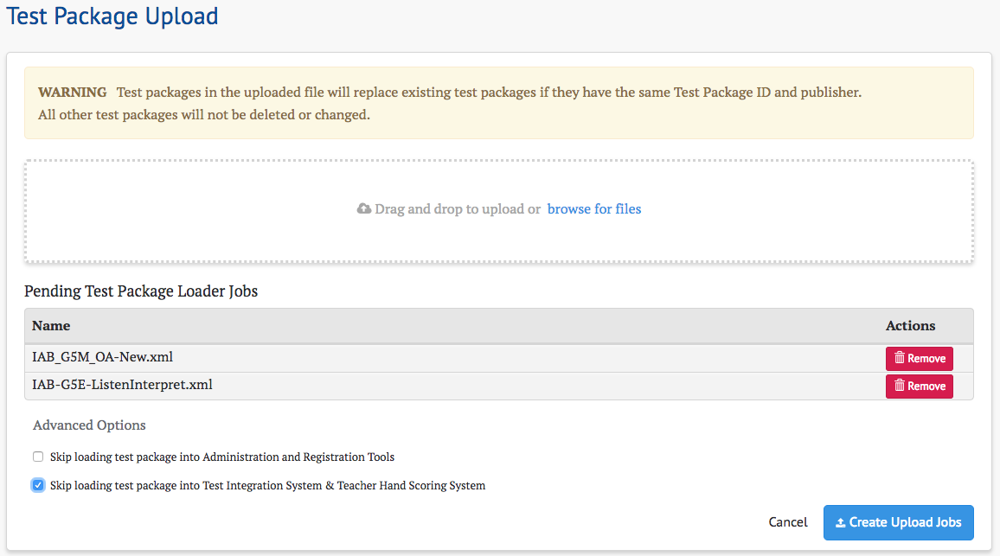 Test Package Upload
WARNING Test packages in the uploaded file will replace existing test packages if they have the same Test Package ID and publisher.
All other test packages will not be deleted or changed.
Drag and drop to upload or browse for files
Pending Test Package Loader Jobs
Name Actions
IAB_G5M_OA-New.xml Remove
IAB-G5E-ListenInterpret.xml Remove
Advanced Options
Skip loading test package into Administration and Registration Tools
Skip loading test package into Test Integration System & Teacher Hand Scoring System
Cancel Create Upload Jobs